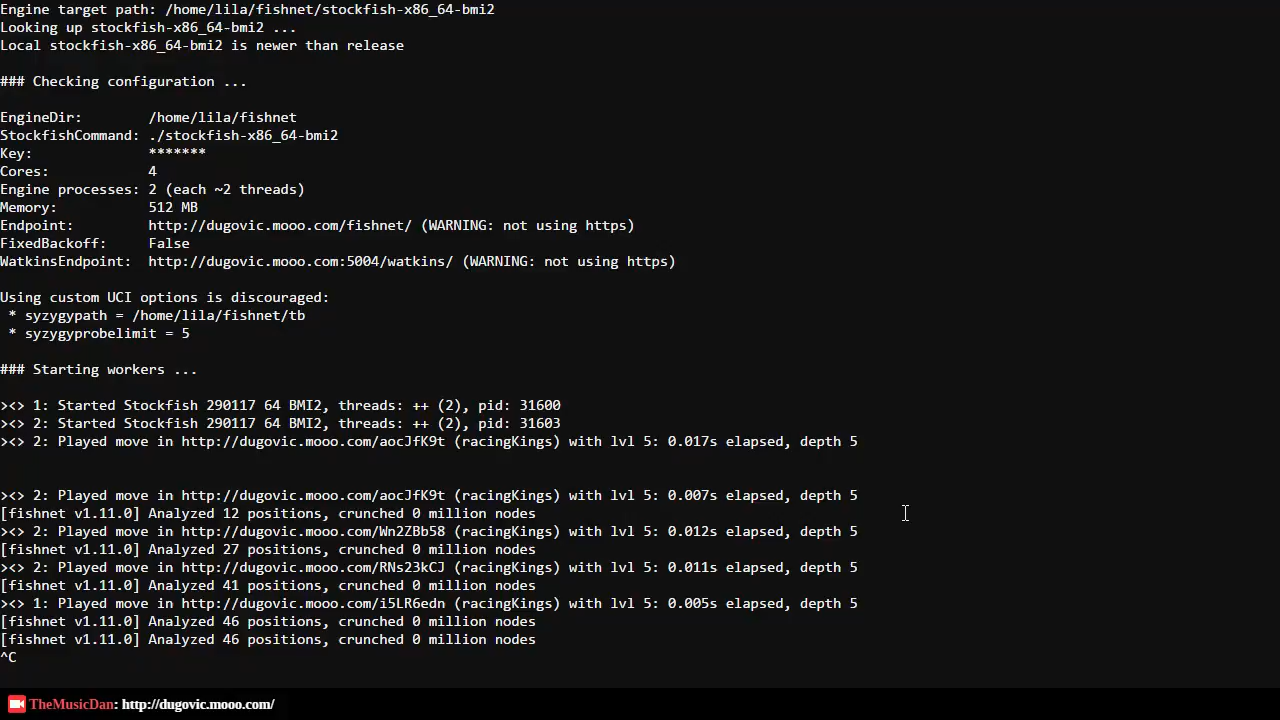 Engine target path: /home/lila/fishnet/stockfish-x86_64-bmi2
Looking up stockfish-x86_64-bmi2 ...
Local stockfish-x86_64-bmi2 is newer than release
### Checking configuration ...
EngineDir:        /home/lila/fishnet
StockfishCommand: ./stockfish-x86_64-bmi2
Key:              *******
Cores:            4
Engine processes: 2 (each ~2 threads)
Memory:           512 MB
Endpoint:         http://dugovic.mooo.com/fishnet/ (WARNING: not using https)
FixedBackoff:     False
WatkinsEndpoint:  http://dugovic.mooo.com:5004/watkins/ (WARNING: not using https)
Using custom UCI options is discouraged:
 * syzygypath = /home/lila/fishnet/tb
 * syzygyprobelimit = 5
### Starting workers ...
><> 1: Started Stockfish 290117 64 BMI2, threads: ++ (2), pid: 31600
><> 2: Started Stockfish 290117 64 BMI2, threads: ++ (2), pid: 31603
><> 2: Played move in http://dugovic.mooo.com/aocJfK9t (racingKings) with lvl 5: 0.017s elapsed, depth 5
><> 2: Played move in http://dugovic.mooo.com/aocJfK9t (racingKings) with lvl 5: 0.007s elapsed, depth 5
[fishnet v1.11.0] Analyzed 12 positions, crunched 0 million nodes
><> 2: Played move in http://dugovic.mooo.com/Wn2ZBb58 (racingKings) with lvl 5: 0.012s elapsed, depth 5
[fishnet v1.11.0] Analyzed 27 positions, crunched 0 million nodes
><> 2: Played move in http://dugovic.mooo.com/RNs23kCJ (racingKings) with lvl 5: 0.011s elapsed, depth 5
[fishnet v1.11.0] Analyzed 41 positions, crunched 0 million nodes
><> 1: Played move in http://dugovic.mooo.com/i5LR6edn (racingKings) with lvl 5: 0.005s elapsed, depth 5
[fishnet v1.11.0] Analyzed 46 positions, crunched 0 million nodes
[fishnet v1.11.0] Analyzed 46 positions, crunched 0 million nodes
^C
TheMusicDan: http://dugovic.mooo.com/